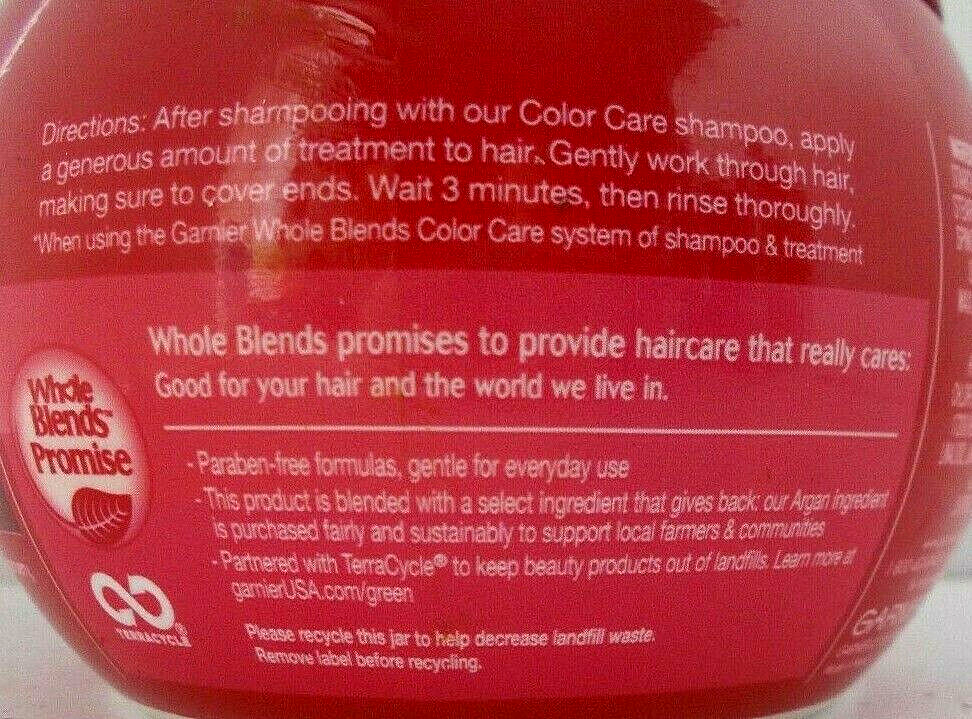 Directions: After shampooing with our Color Care shampoo, apply
a generous amount of treatment to hair. Gently work through hair,
making sure to cover ends. Wait 3 minutes, then rinse thoroughly.
*When using the Garnier Whole Blends Color Care system of shampoo & treatment
Whole Blends promises to provide haircare that really cares:
Good for your hair and the world we live in.
Whole
Blends™
Promise
- Paraben-free formulas, gentle for everyday use
- This product is blended with a select ingredient that gives back: our Argan ingredient
is purchased fairly and sustainably to support local farmers & communities
- Partnered with TerraCycle® to keep beauty products out of landfills. Learn more at
garnierUSA.com/green
TERRACYCLE
Please recycle this jar to help decrease landfill waste.
Remove label before recycling.